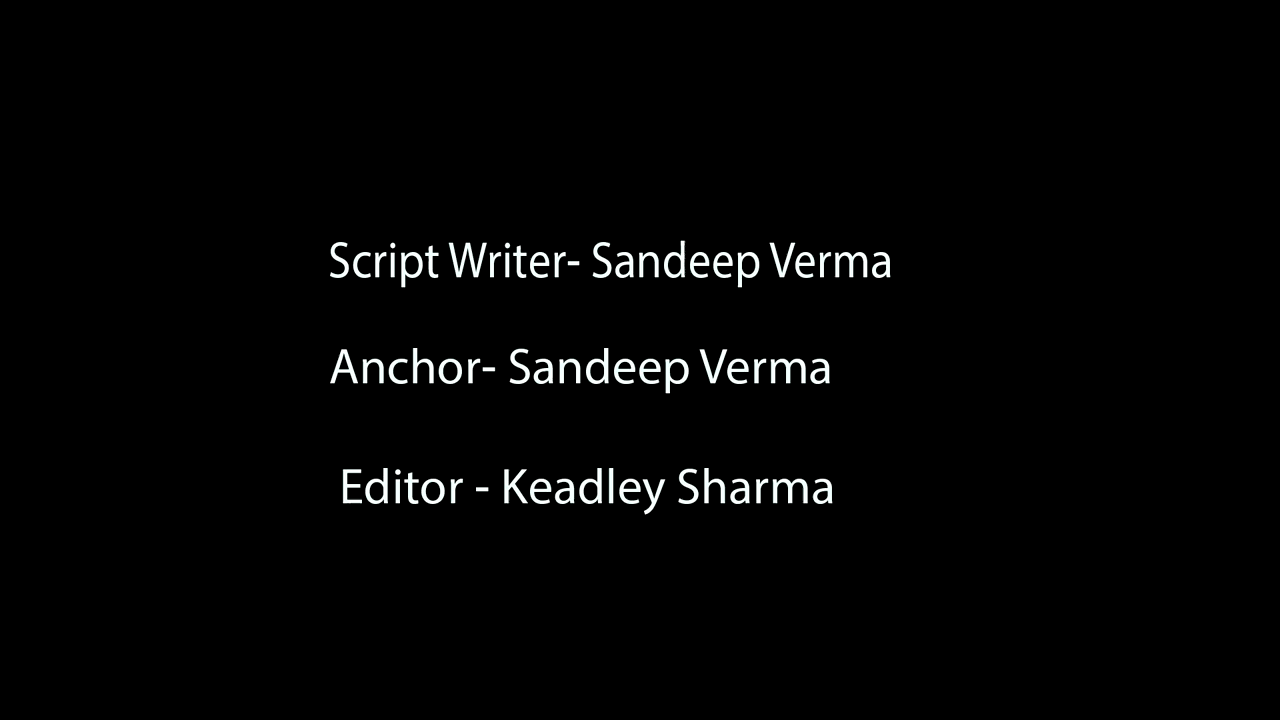 Script Writer- Sandeep Verma
Anchor- Sandeep Verma
Editor - Keadley Sharma